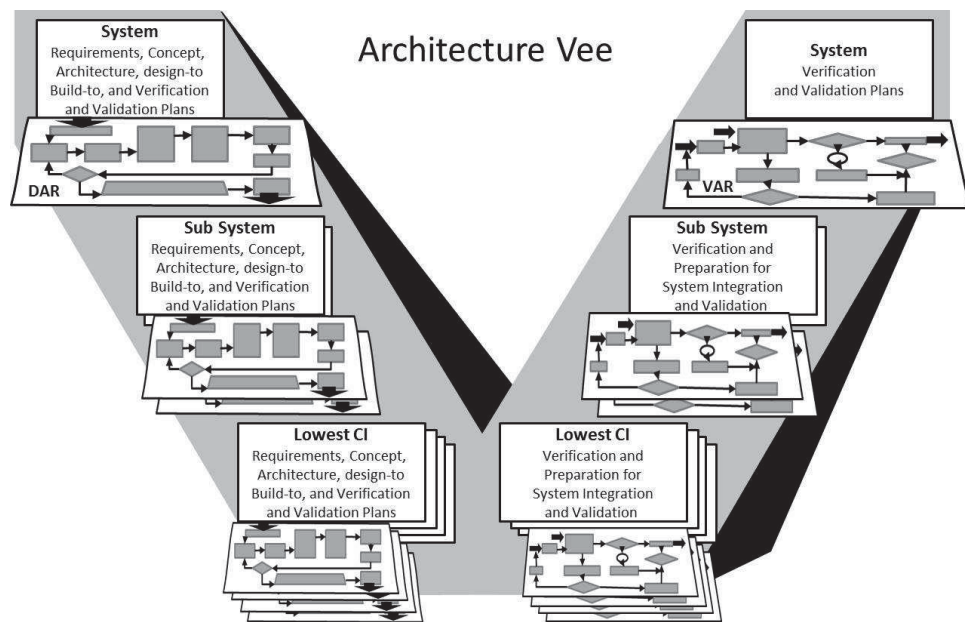 Architecture Vee
System
Requirements, Concept,
Architecture, design-to
Build-to, and Verification
and Validation Plans
DAR
System
Verification
and Validation Plans
VAR
Sub System
Requirements, Concept,
Architecture, design-to
Build-to, and Verification
and Validation Plans
Sub System
Verification and
Preparation for
System Integration
and Validation
Lowest CI
Requirements, Concept,
Architecture, design-to
Build-to, and Verification
and Validation Plans
Lowest CI
Verification and
Preparation for
System Integration
and Validation